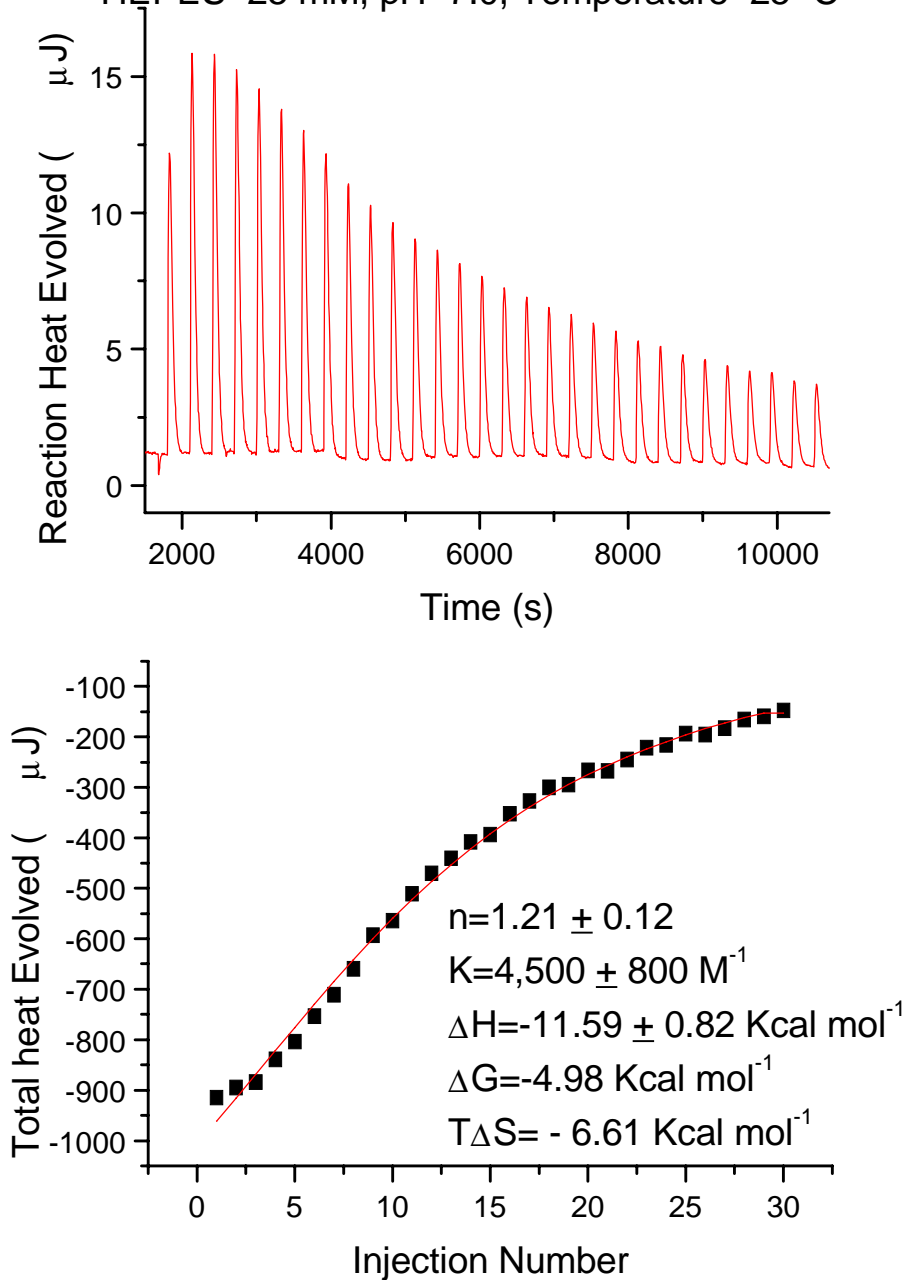 Reaction Heat Evolved ( μJ)
15
10
5
0
2000 4000 6000 8000 10000
Time (s)
Total heat Evolved ( μJ)
-100
-200
-300
-400
-500
-600
-700
-800
-900
-1000
n=1.21 ± 0.12
K=4,500 ± 800 M⁻¹
ΔH=-11.59 ± 0.82 Kcal mol⁻¹
ΔG=-4.98 Kcal mol⁻¹
TΔS= - 6.61 Kcal mol⁻¹
0 5 10 15 20 25 30
Injection Number